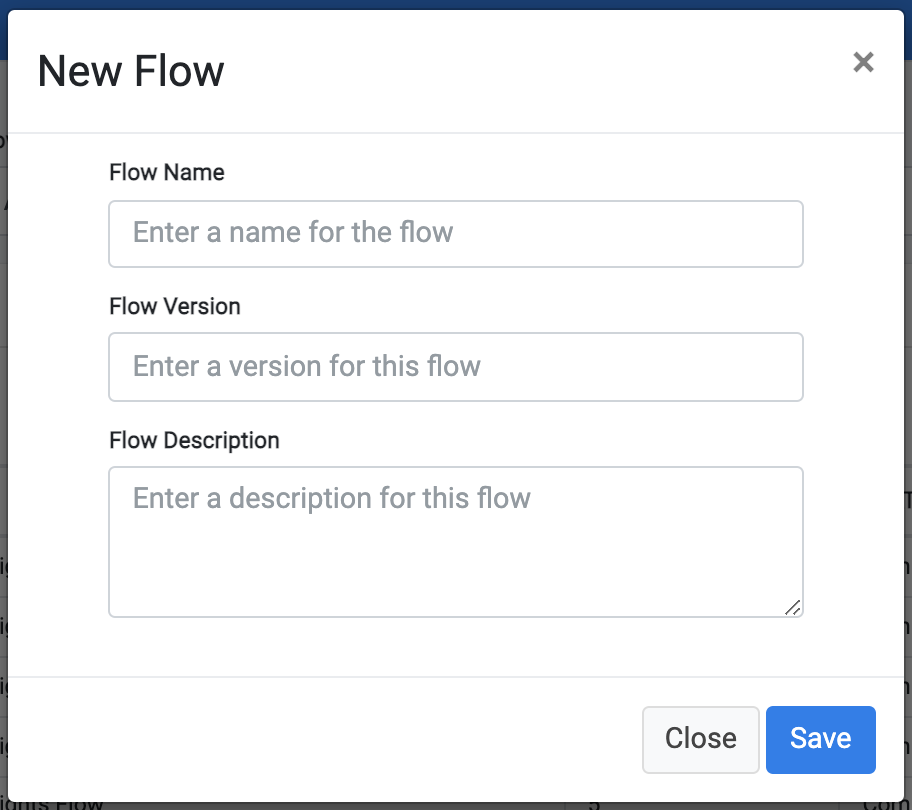 New Flow
×
Flow Name
Enter a name for the flow
Flow Version
Enter a version for this flow
Flow Description
Enter a description for this flow
Close Save
5